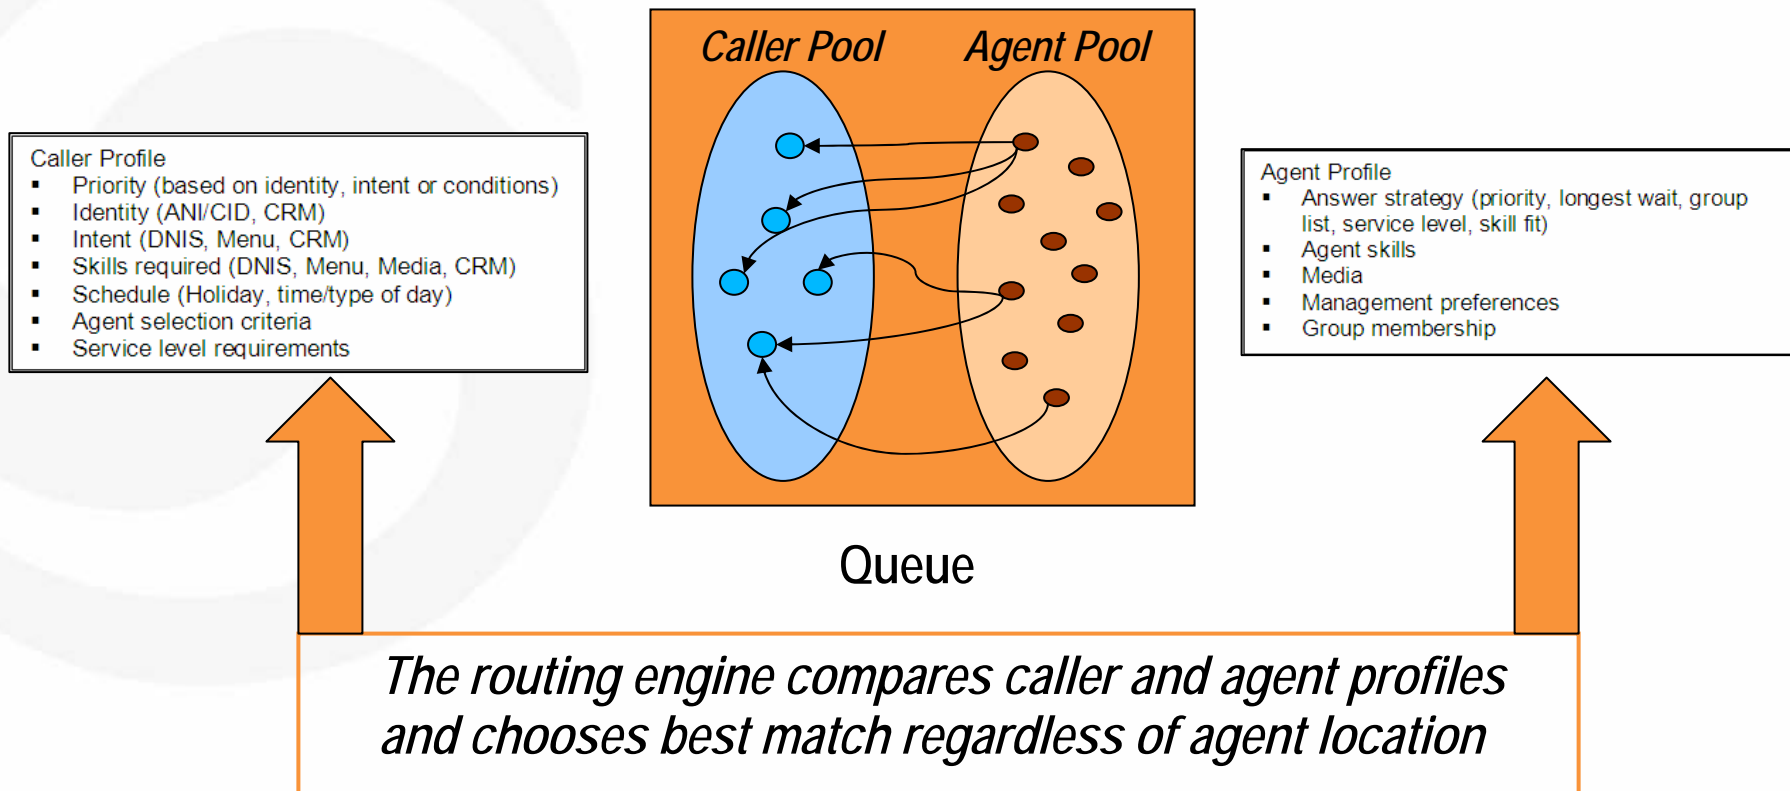 Caller Pool
Agent Pool
Caller Profile
▪ Priority (based on identity, intent or conditions)
▪ Identity (ANI/CID, CRM)
▪ Intent (DNIS, Menu, CRM)
▪ Skills required (DNIS, Menu, Media, CRM)
▪ Schedule (Holiday, time/type of day)
▪ Agent selection criteria
▪ Service level requirements
Agent Profile
▪ Answer strategy (priority, longest wait, group
list, service level, skill fit)
▪ Agent skills
▪ Media
▪ Management preferences
▪ Group membership
Queue
The routing engine compares caller and agent profiles
and chooses best match regardless of agent location